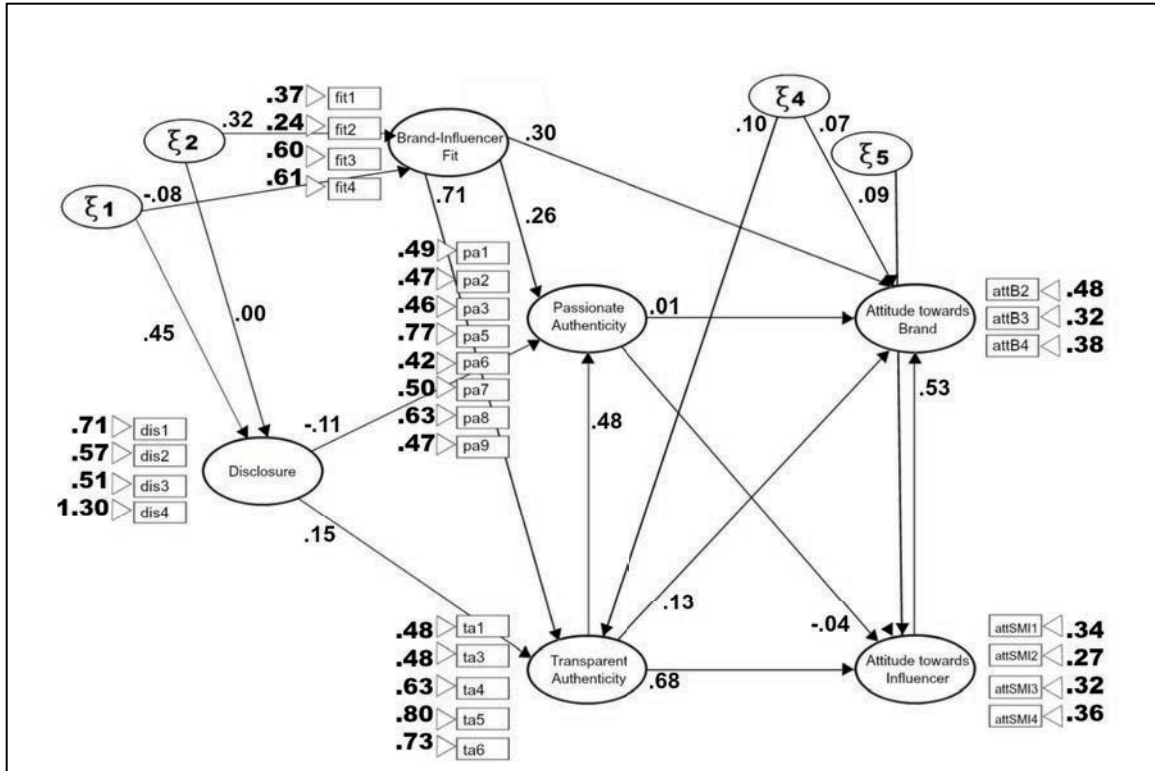 ξ4
.37 fit1
.10 .07
.32 .24 fit2
Brand-Influencer
Fit
.30
ξ2
.60 fit3
ξ5
-.08 .61 fit4
.71
.09
ξ1
.26
.49 pa1
.47 pa2
.46 pa3
.77 pa5
.42 pa6
.50 pa7
.63 pa8
.47 pa9
Passionate
Authenticity
.01
Attitude towards
Brand
attB2 .48
attB3 .32
attB4 .38
.00
.45
.53
-.11
.48
.71 dis1
.57 dis2
.51 dis3
1.30 dis4
Disclosure
.15
.13
-.04
.48 ta1
.48 ta3
.63 ta4
.80 ta5
.73 ta6
Transparent
Authenticity
.68
Attitude towards
Influencer
attSMI1 .34
attSMI2 .27
attSMI3 .32
attSMI4 .36